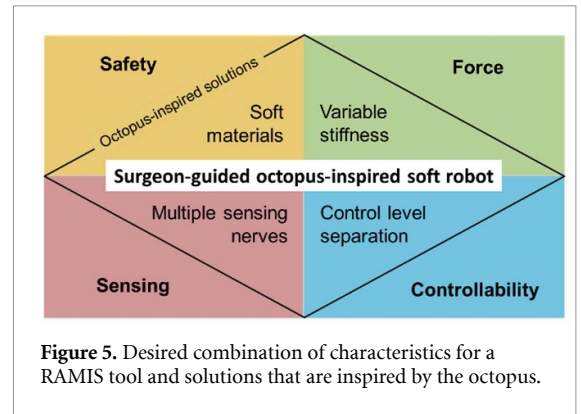 Safety
Force
Octopus-inspired solutions
Soft
materials
Variable
stiffness
Surgeon-guided octopus-inspired soft robot
Multiple sensing
nerves
Control level
separation
Sensing
Controllability
Figure 5. Desired combination of characteristics for a
RAMIS tool and solutions that are inspired by the octopus.